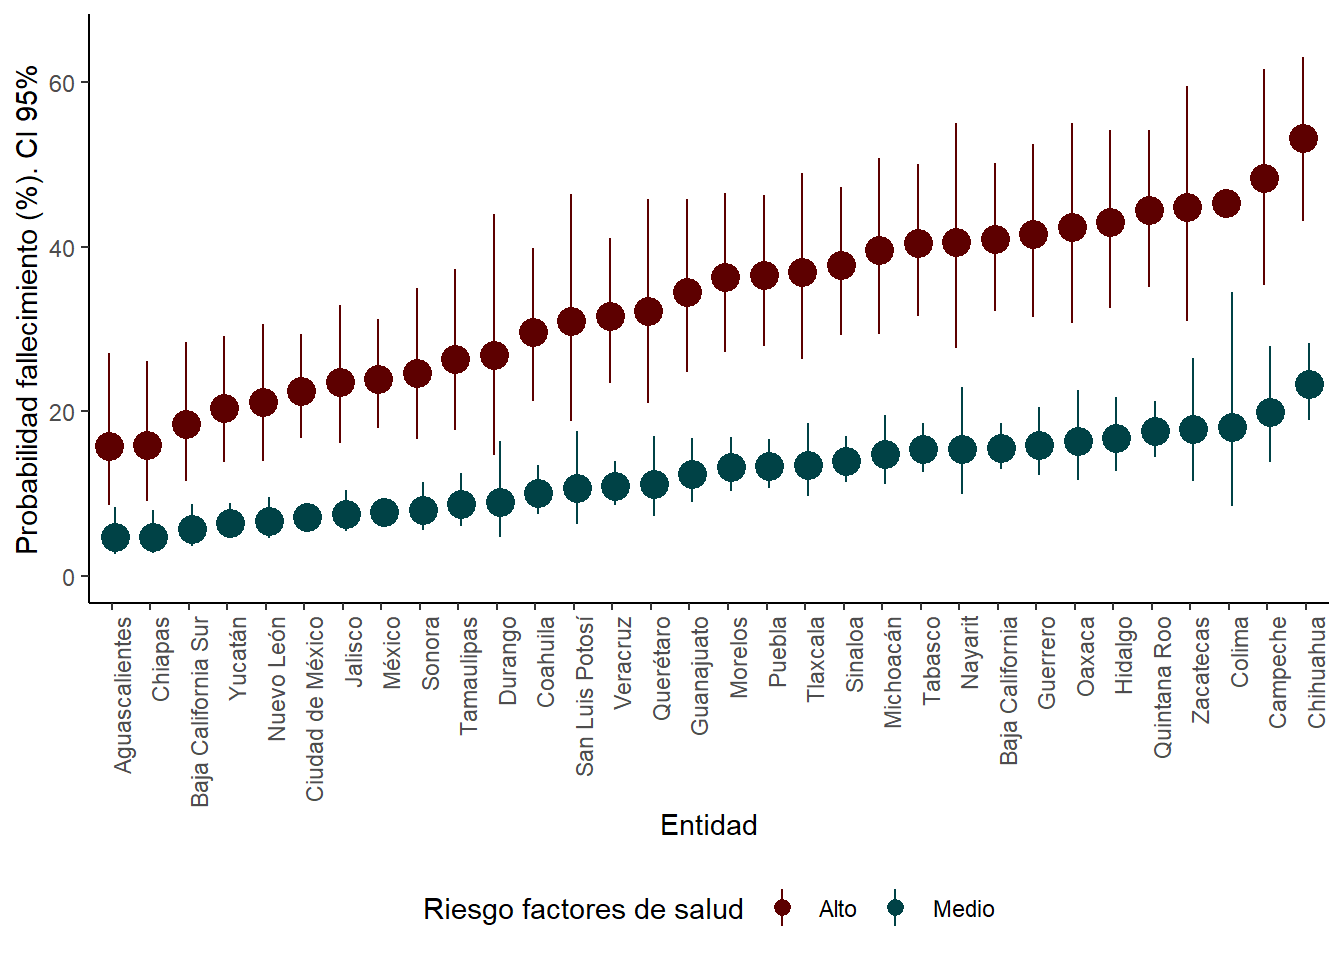 Probabilidad fallecimiento (%). CI 95%
60
40
20
0
Aguascalientes
Chiapas
Baja California Sur
Yucatán
Nuevo León
Ciudad de México
Jalisco
México
Sonora
Tamaulipas
Durango
Coahuila
San Luis Potosí
Veracruz
Querétaro
Guanajuato
Morelos
Puebla
Tlaxcala
Sinaloa
Michoacán
Tabasco
Nayarit
Baja California
Guerrero
Oaxaca
Hidalgo
Quintana Roo
Zacatecas
Colima
Campeche
Chihuahua
Entidad
Riesgo factores de salud Alto Medio